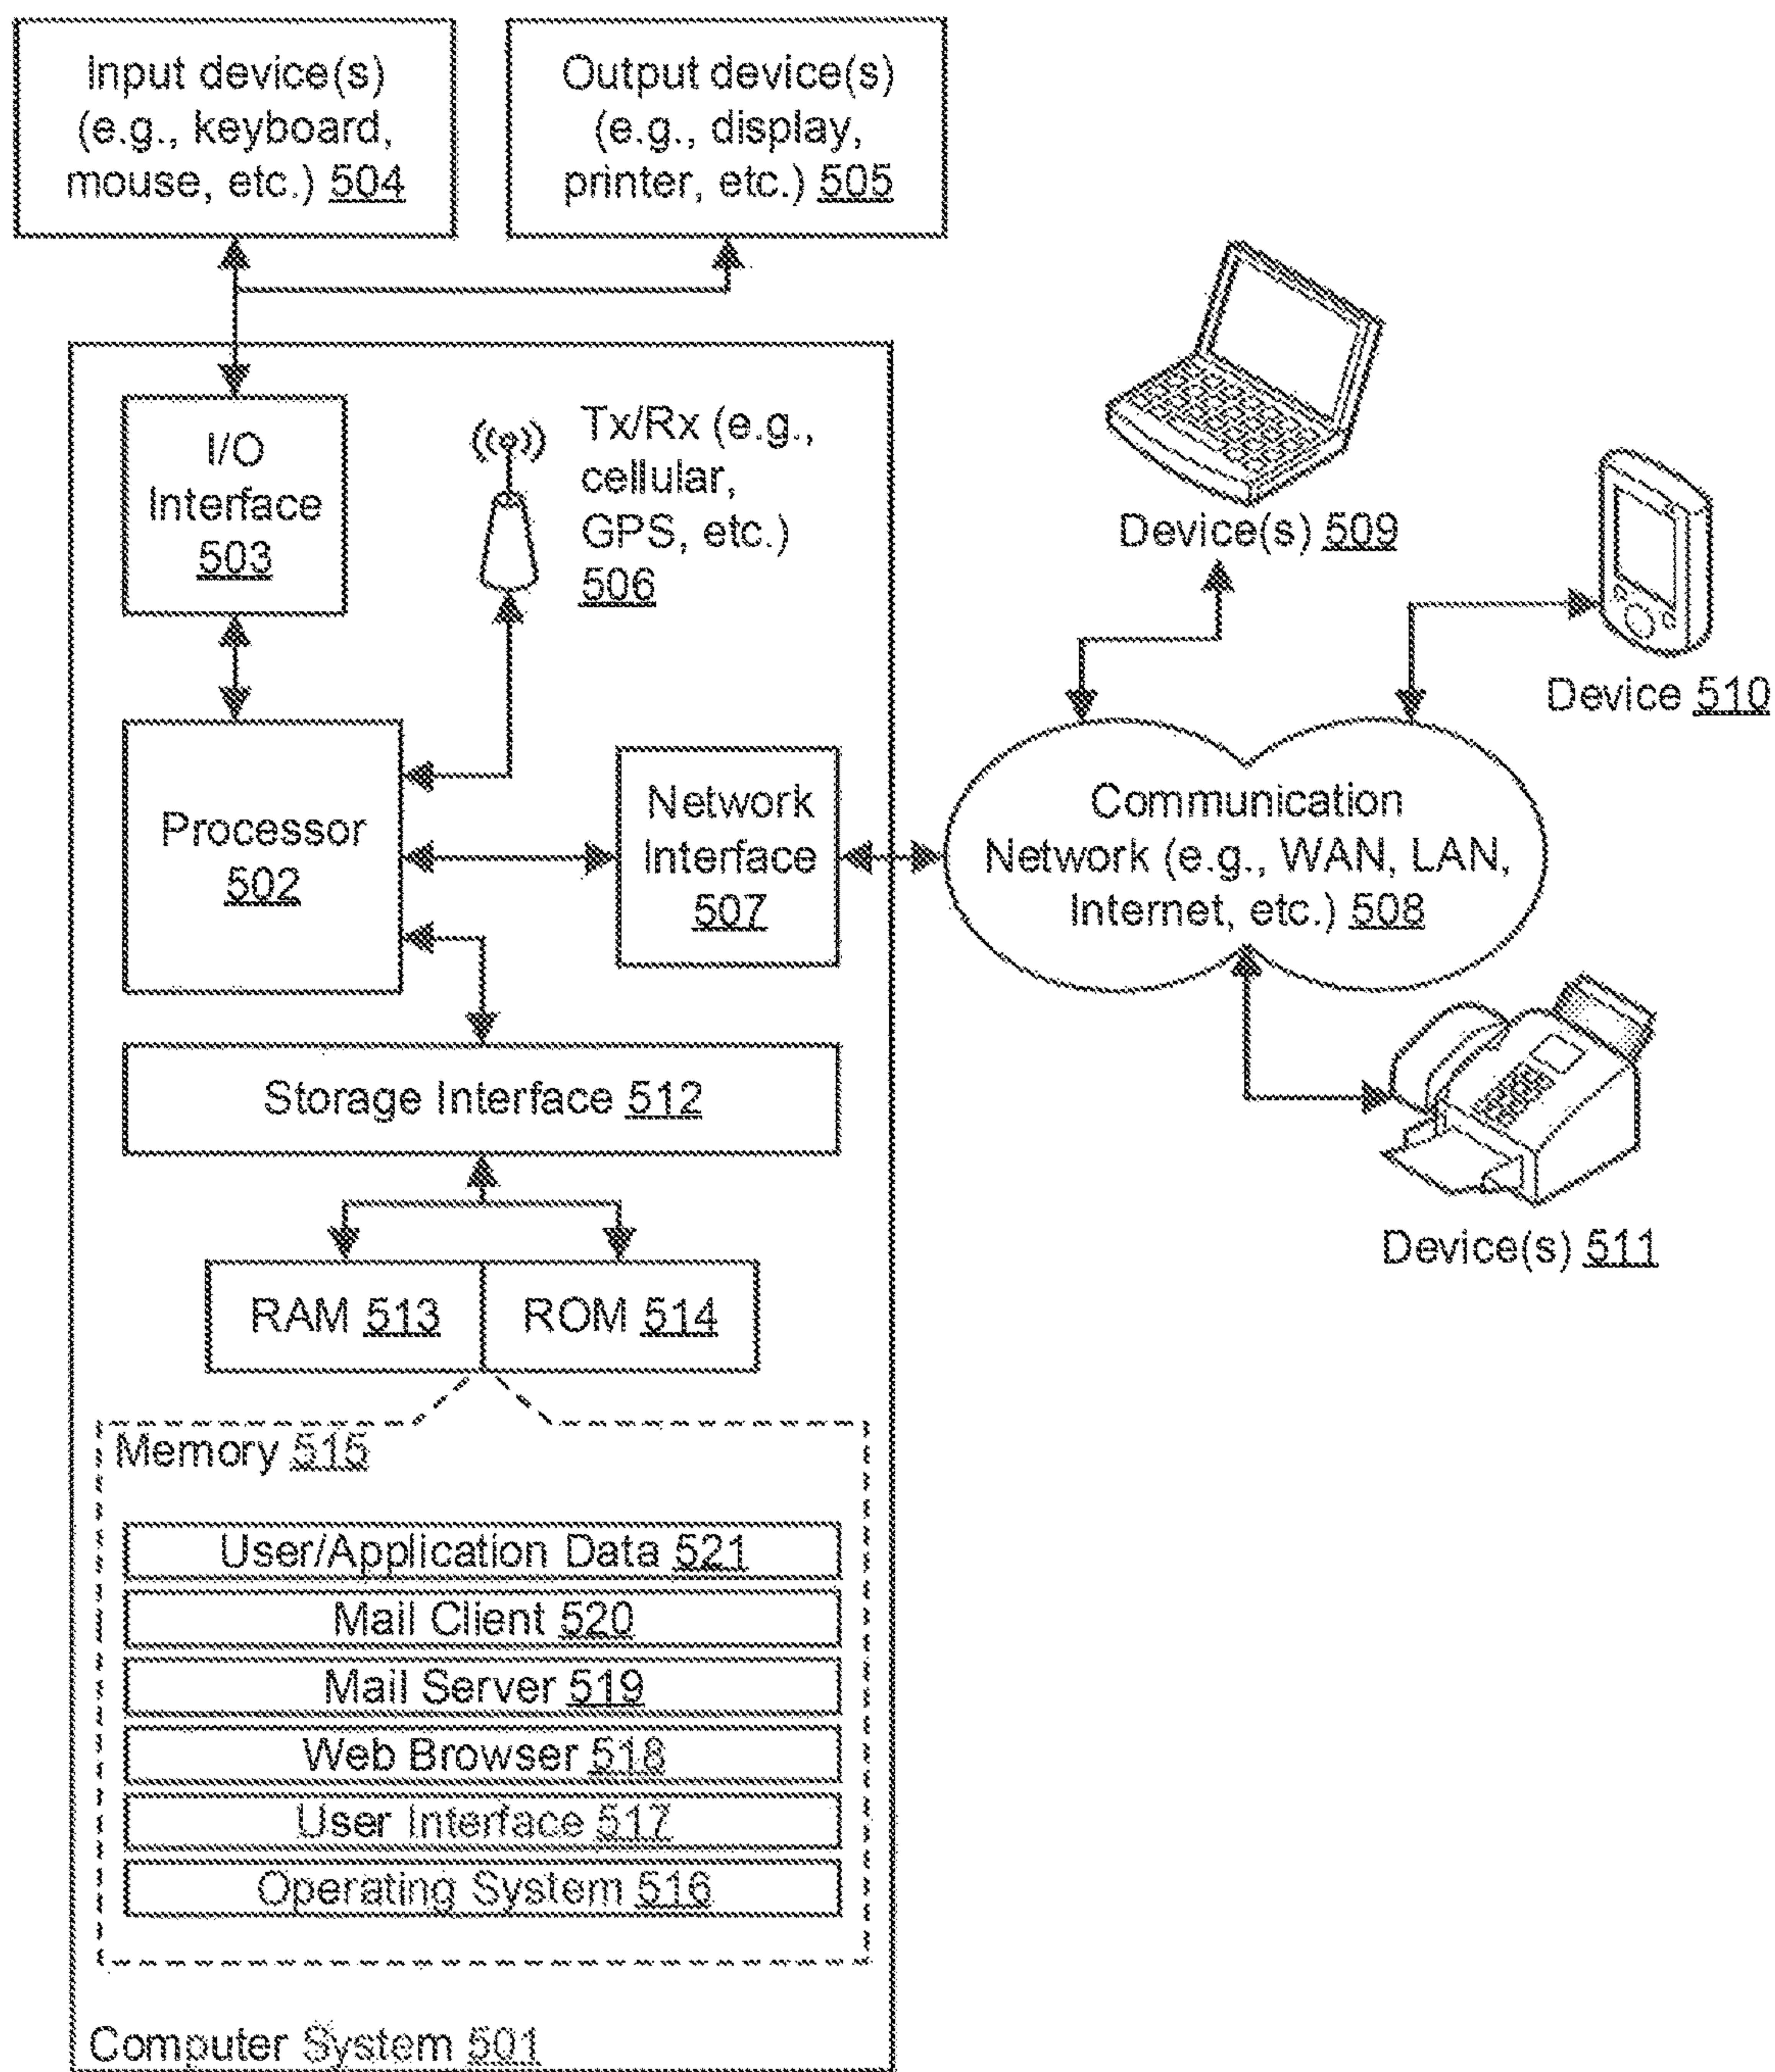 Input device(s)
(e.g., keyboard,
mouse, etc.) 504
Output device(s)
(e.g., display,
printer, etc.) 505
I/O
Interface
503
Tx/Rx (e.g.,
cellular,
GPS, etc.)
506
Device(s) 509
Device 510
Processor
502
Network
Interface
507
Communication
Network (e.g., WAN, LAN,
Internet, etc.) 508
Storage Interface 512
Device(s) 511
RAM 513
ROM 514
Memory 515
User/Application Data 521
Mail Client 520
Mail Server 519
Web Browser 518
User Interface 517
Operating System 516
Computer System 501